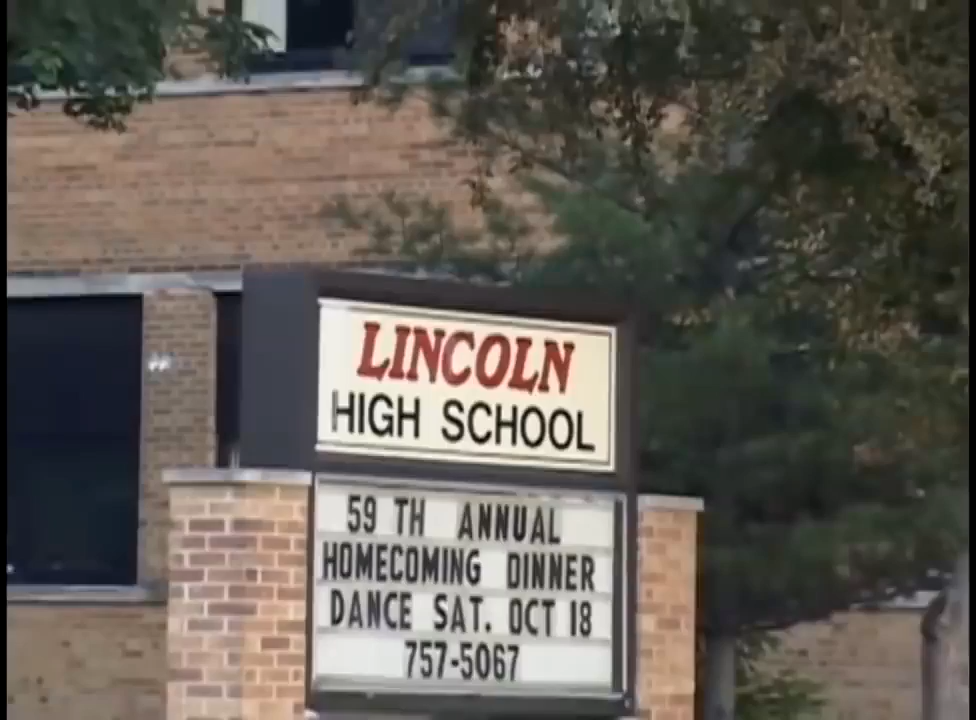 LINCOLN
HIGH SCHOOL
59 TH ANNUAL
HOMECOMING DINNER
DANCE SAT. OCT 18
757-5067